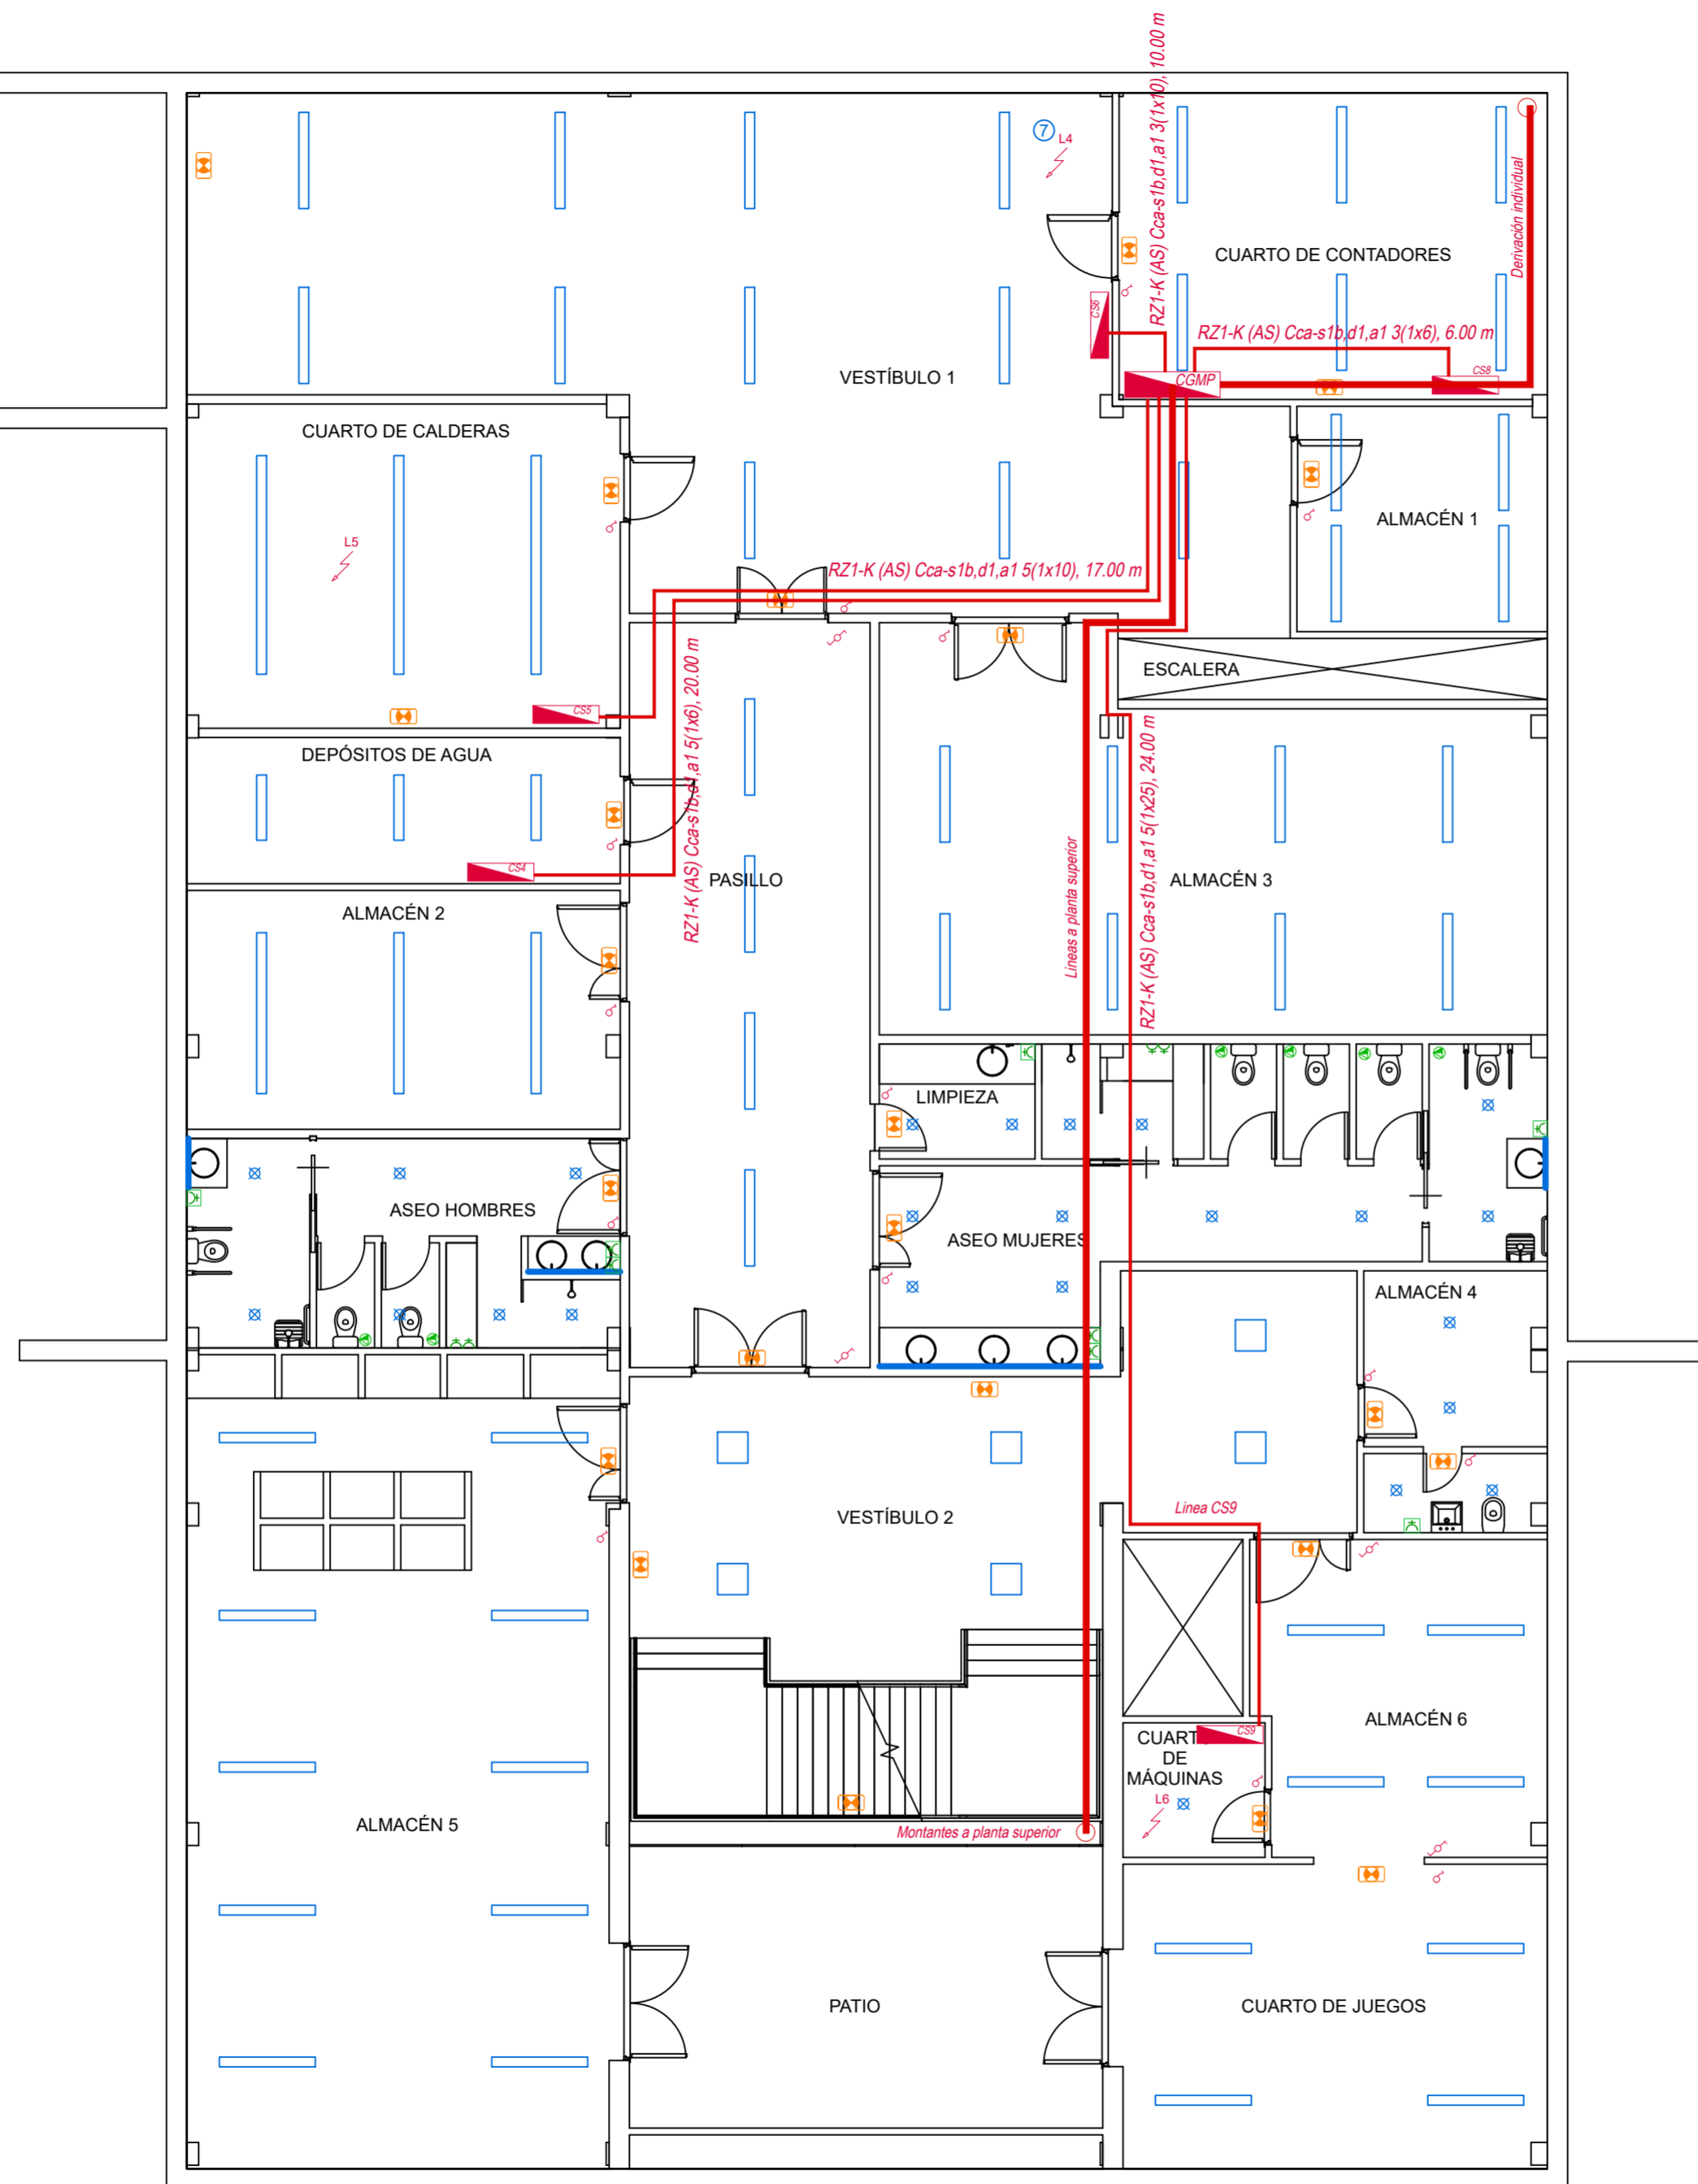 RZ1-K (AS) Cca-s1b,d1,a1 3(1x10), 10.00 m
7
L4
Derivación individual
CUARTO DE CONTADORES
CS6
RZ1-K (AS) Cca-s1b,d1,a1 3(1x6), 6.00 m
VESTÍBULO 1
CGMP
CS8
CUARTO DE CALDERAS
ALMACÉN 1
L5
RZ1-K (AS) Cca-s1b,d1,a1 5(1x10), 17.00 m
RZ1-K (AS) Cca-s1b,d1,a1 5(1x6), 20.00 m
ESCALERA
CS5
DEPÓSITOS DE AGUA
RZ1-K (AS) Cca-s1b,d1,a1 5(1x25), 24.00 m
Lineas a planta superior
CS4
PASILLO
ALMACÉN 3
ALMACÉN 2
LIMPIEZA
ASEO HOMBRES
ASEO MUJERES
ALMACÉN 4
Linea CS9
VESTÍBULO 2
ALMACÉN 6
CS9
CUARTO
DE
MÁQUINAS
L6
ALMACÉN 5
Montantes a planta superior
PATIO
CUARTO DE JUEGOS